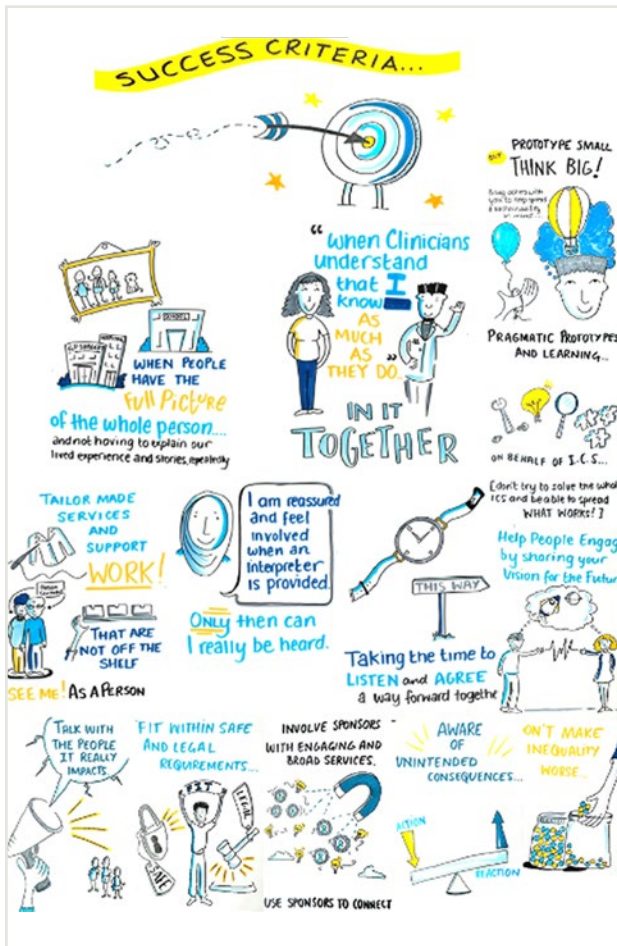 SUCCESS CRITERIA...
BUT PROTOTYPE SMALL
THINK BIG!
PRAGMATIC PROTOTYPES
AND LEARNING...
"When Clinicians
understand
that I
know
AS
MUCH
AS
THEY DO..."
IN IT
TOGETHER
GP SURGERY
SCHOOL
WHEN PEOPLE
HAVE THE
Full Picture
of the whole person....
and not having to explain our
lived experience and stories, repeatedly
ON BEHALF OF I.C.S...
[don't try to solve the whol
ICS and be able to spread
WHAT WORKS!]
TAILOR MADE
SERVICES
AND
SUPPORT
WORK!
THAT ARE
NOT OFF THE
SHELF
SEE ME! AS A PERSON
I am reassured
and feel
involved
when an
interpreter
is provided.
ONLY then can
I really be heard.
THIS WAY
Taking the time to
LISTEN and AGREE
a way forward together
Help People Engag
by sharing your
Vision for the Futur
TALK WITH
THE PEOPLE
IT REALLY
IMPACTS...
FIT WITHIN SAFE
AND LEGAL
REQUIREMENTS...
FIT
LEGAL
SAFE
INVOLVE SPONSORS
WITH ENGAGING AND
BROAD SERVICES.
USE SPONSORS TO CONNECT
AWARE
OF
UNINTENDED
CONSEQUENCES...
ACTION
REACTION
ON'T MAKE
INEQUALITY
WORSE...